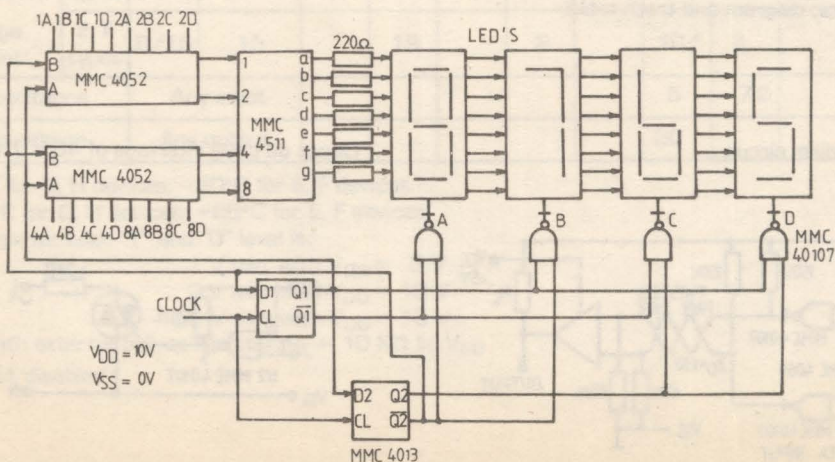 1A 1B 1C 1D 2A 2B 2C 2D
B
A
MMC 4052
B
A
MMC 4052
4A 4B 4C 4D 8A 8B 8C 8D
1
2
4
8
MMC
4511
a
b
c
d
e
f
g
220Ω
LED'S
A
B
C
D
MMC
40107
CLOCK
D1 Q1
CL Q1
VDD = 10V
VSS = 0V
D2 Q2
CL Q2
MMC 4013